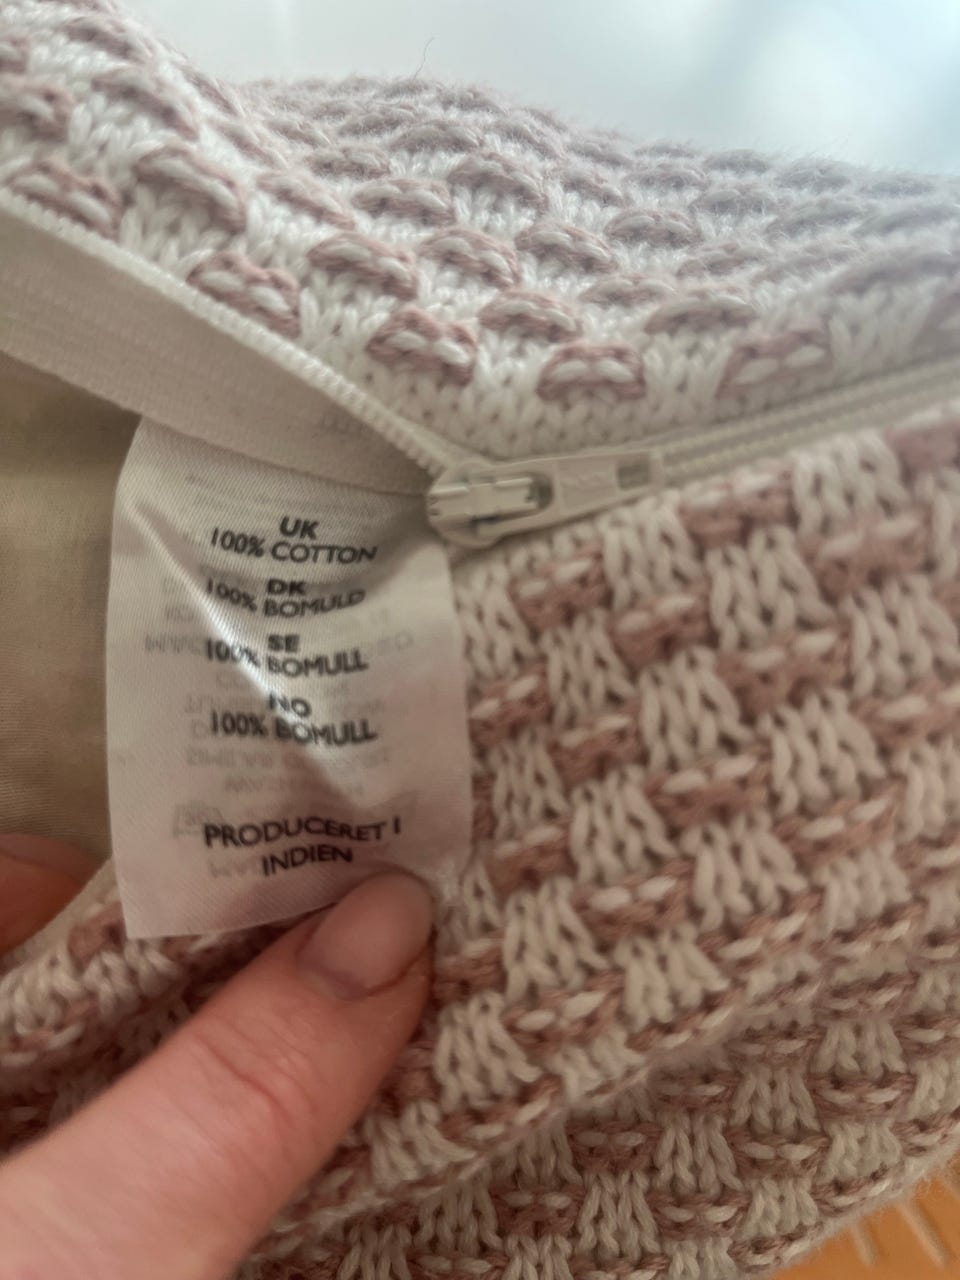 UK
100% COTTON
DK
100% BOMULD
SE
100% BOMULL
NO
100% BOMULL
PRODUCERET I
INDIEN